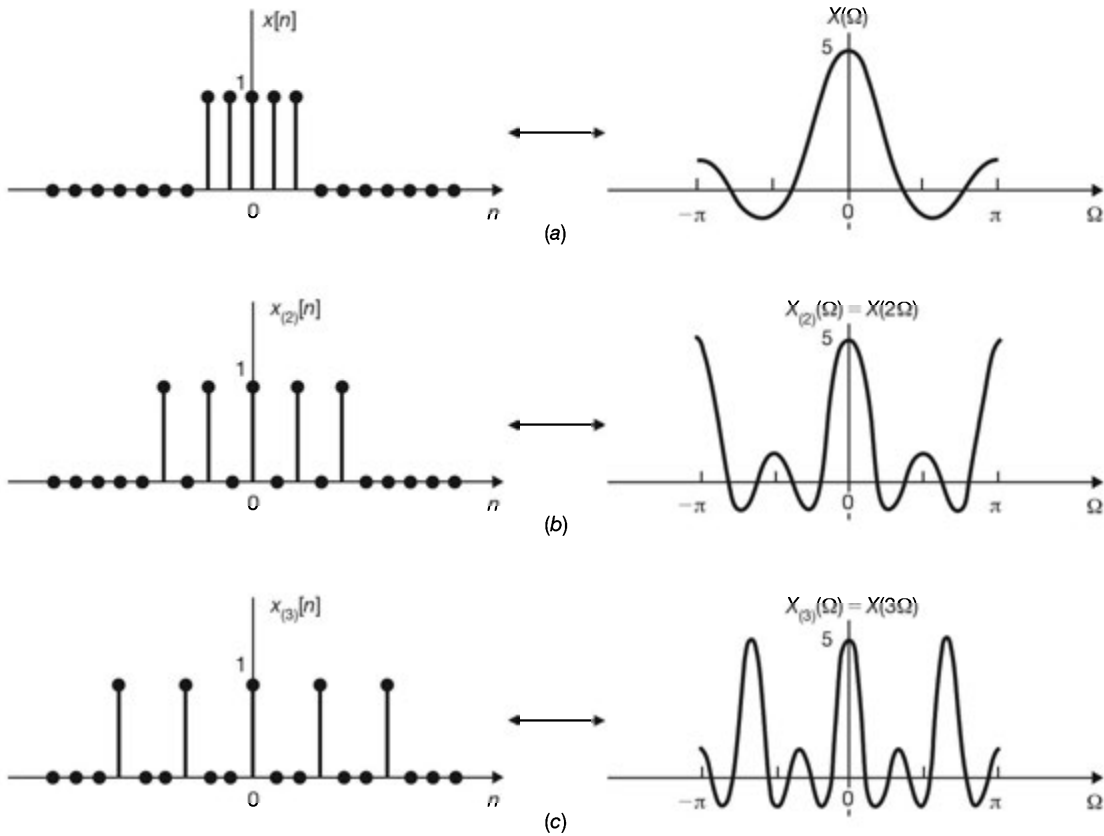 x[n]
1
0
n
X(Ω)
5
−π
0
π
Ω
(a)
x(2)[n]
1
0
n
X(2)(Ω) = X(2Ω)
5
−π
0
π
Ω
(b)
x(3)[n]
1
0
n
X(3)(Ω) = X(3Ω)
5
−π
0
π
Ω
(c)